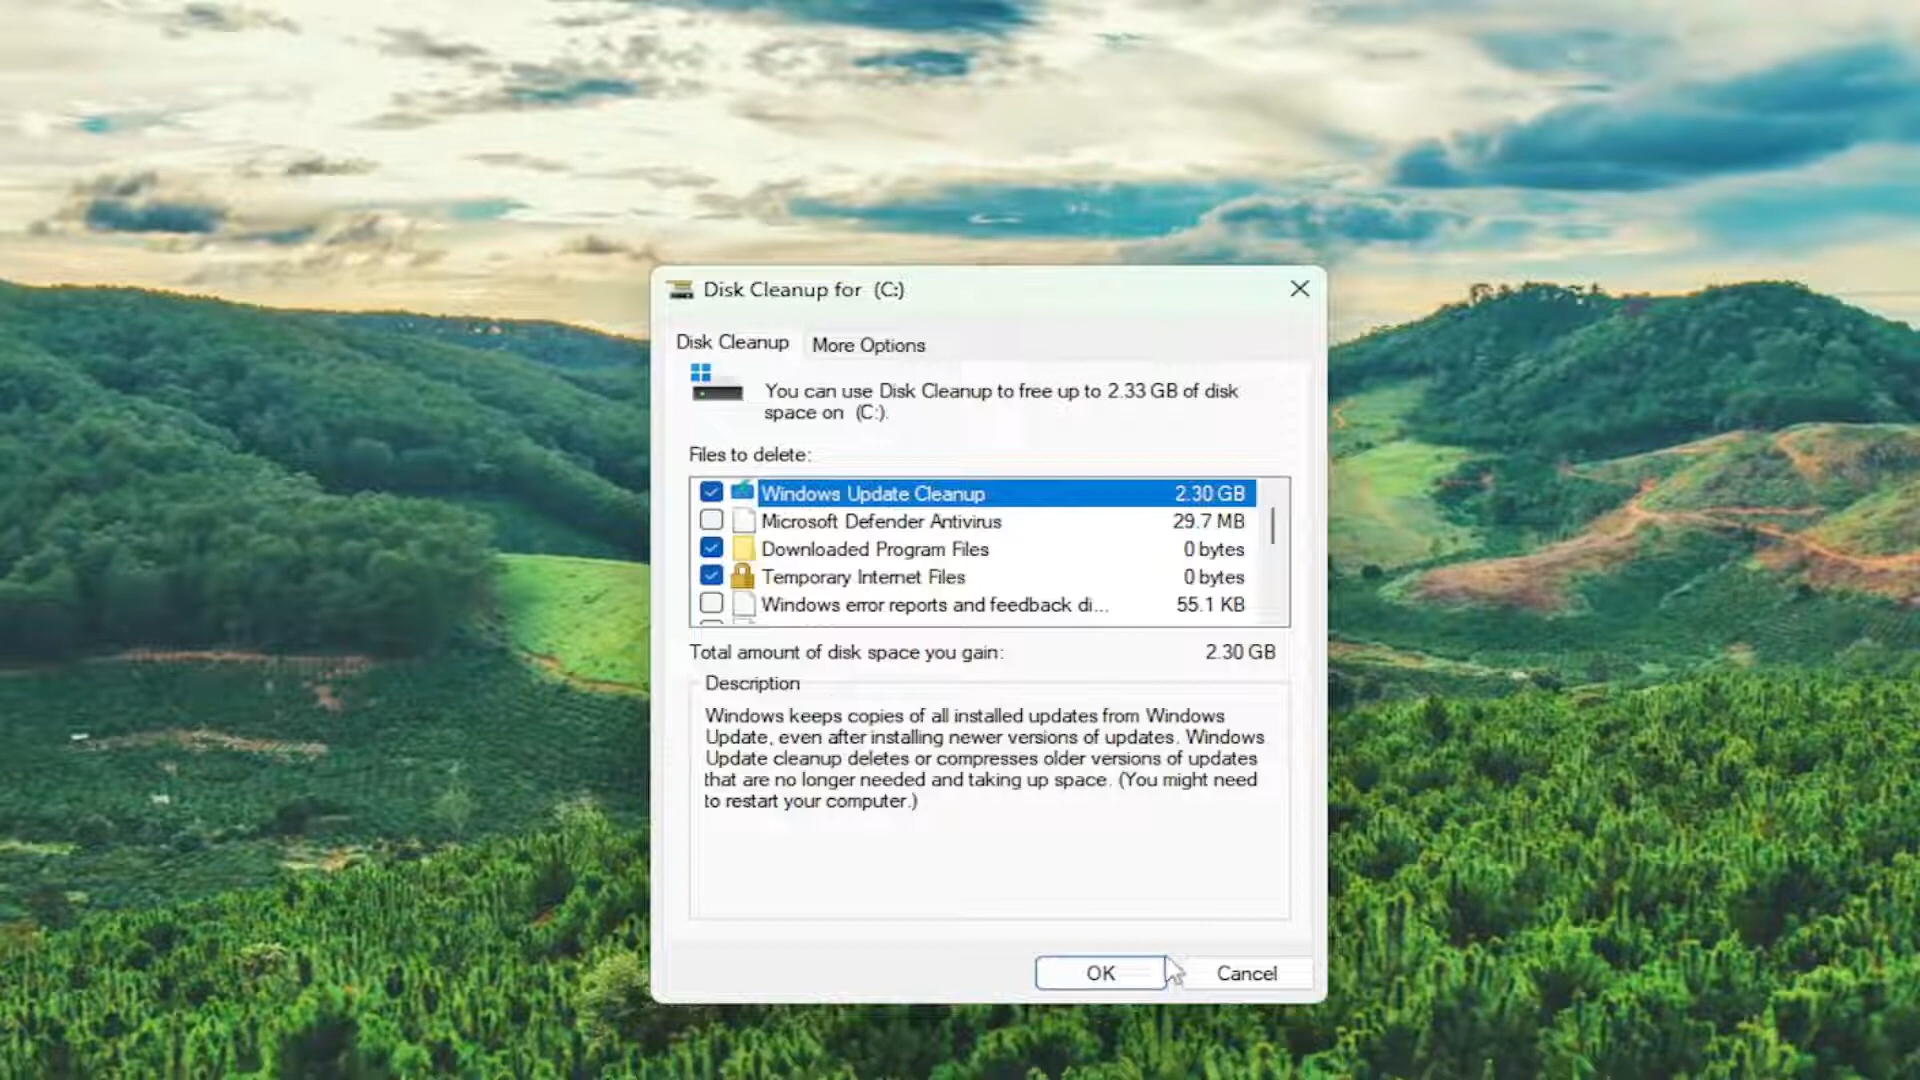 Disk Cleanup for (C:)
Disk Cleanup
More Options
You can use Disk Cleanup to free up to 2.33 GB of disk
space on (C:).
Files to delete:
Windows Update Cleanup 2.30 GB
Microsoft Defender Antivirus 29.7 MB
Downloaded Program Files 0 bytes
Temporary Internet Files 0 bytes
Windows error reports and feedback di... 55.1 KB
Total amount of disk space you gain: 2.30 GB
Description
Windows keeps copies of all installed updates from Windows
Update, even after installing newer versions of updates. Windows
Update cleanup deletes or compresses older versions of updates
that are no longer needed and taking up space. (You might need
to restart your computer.)
OK
Cancel